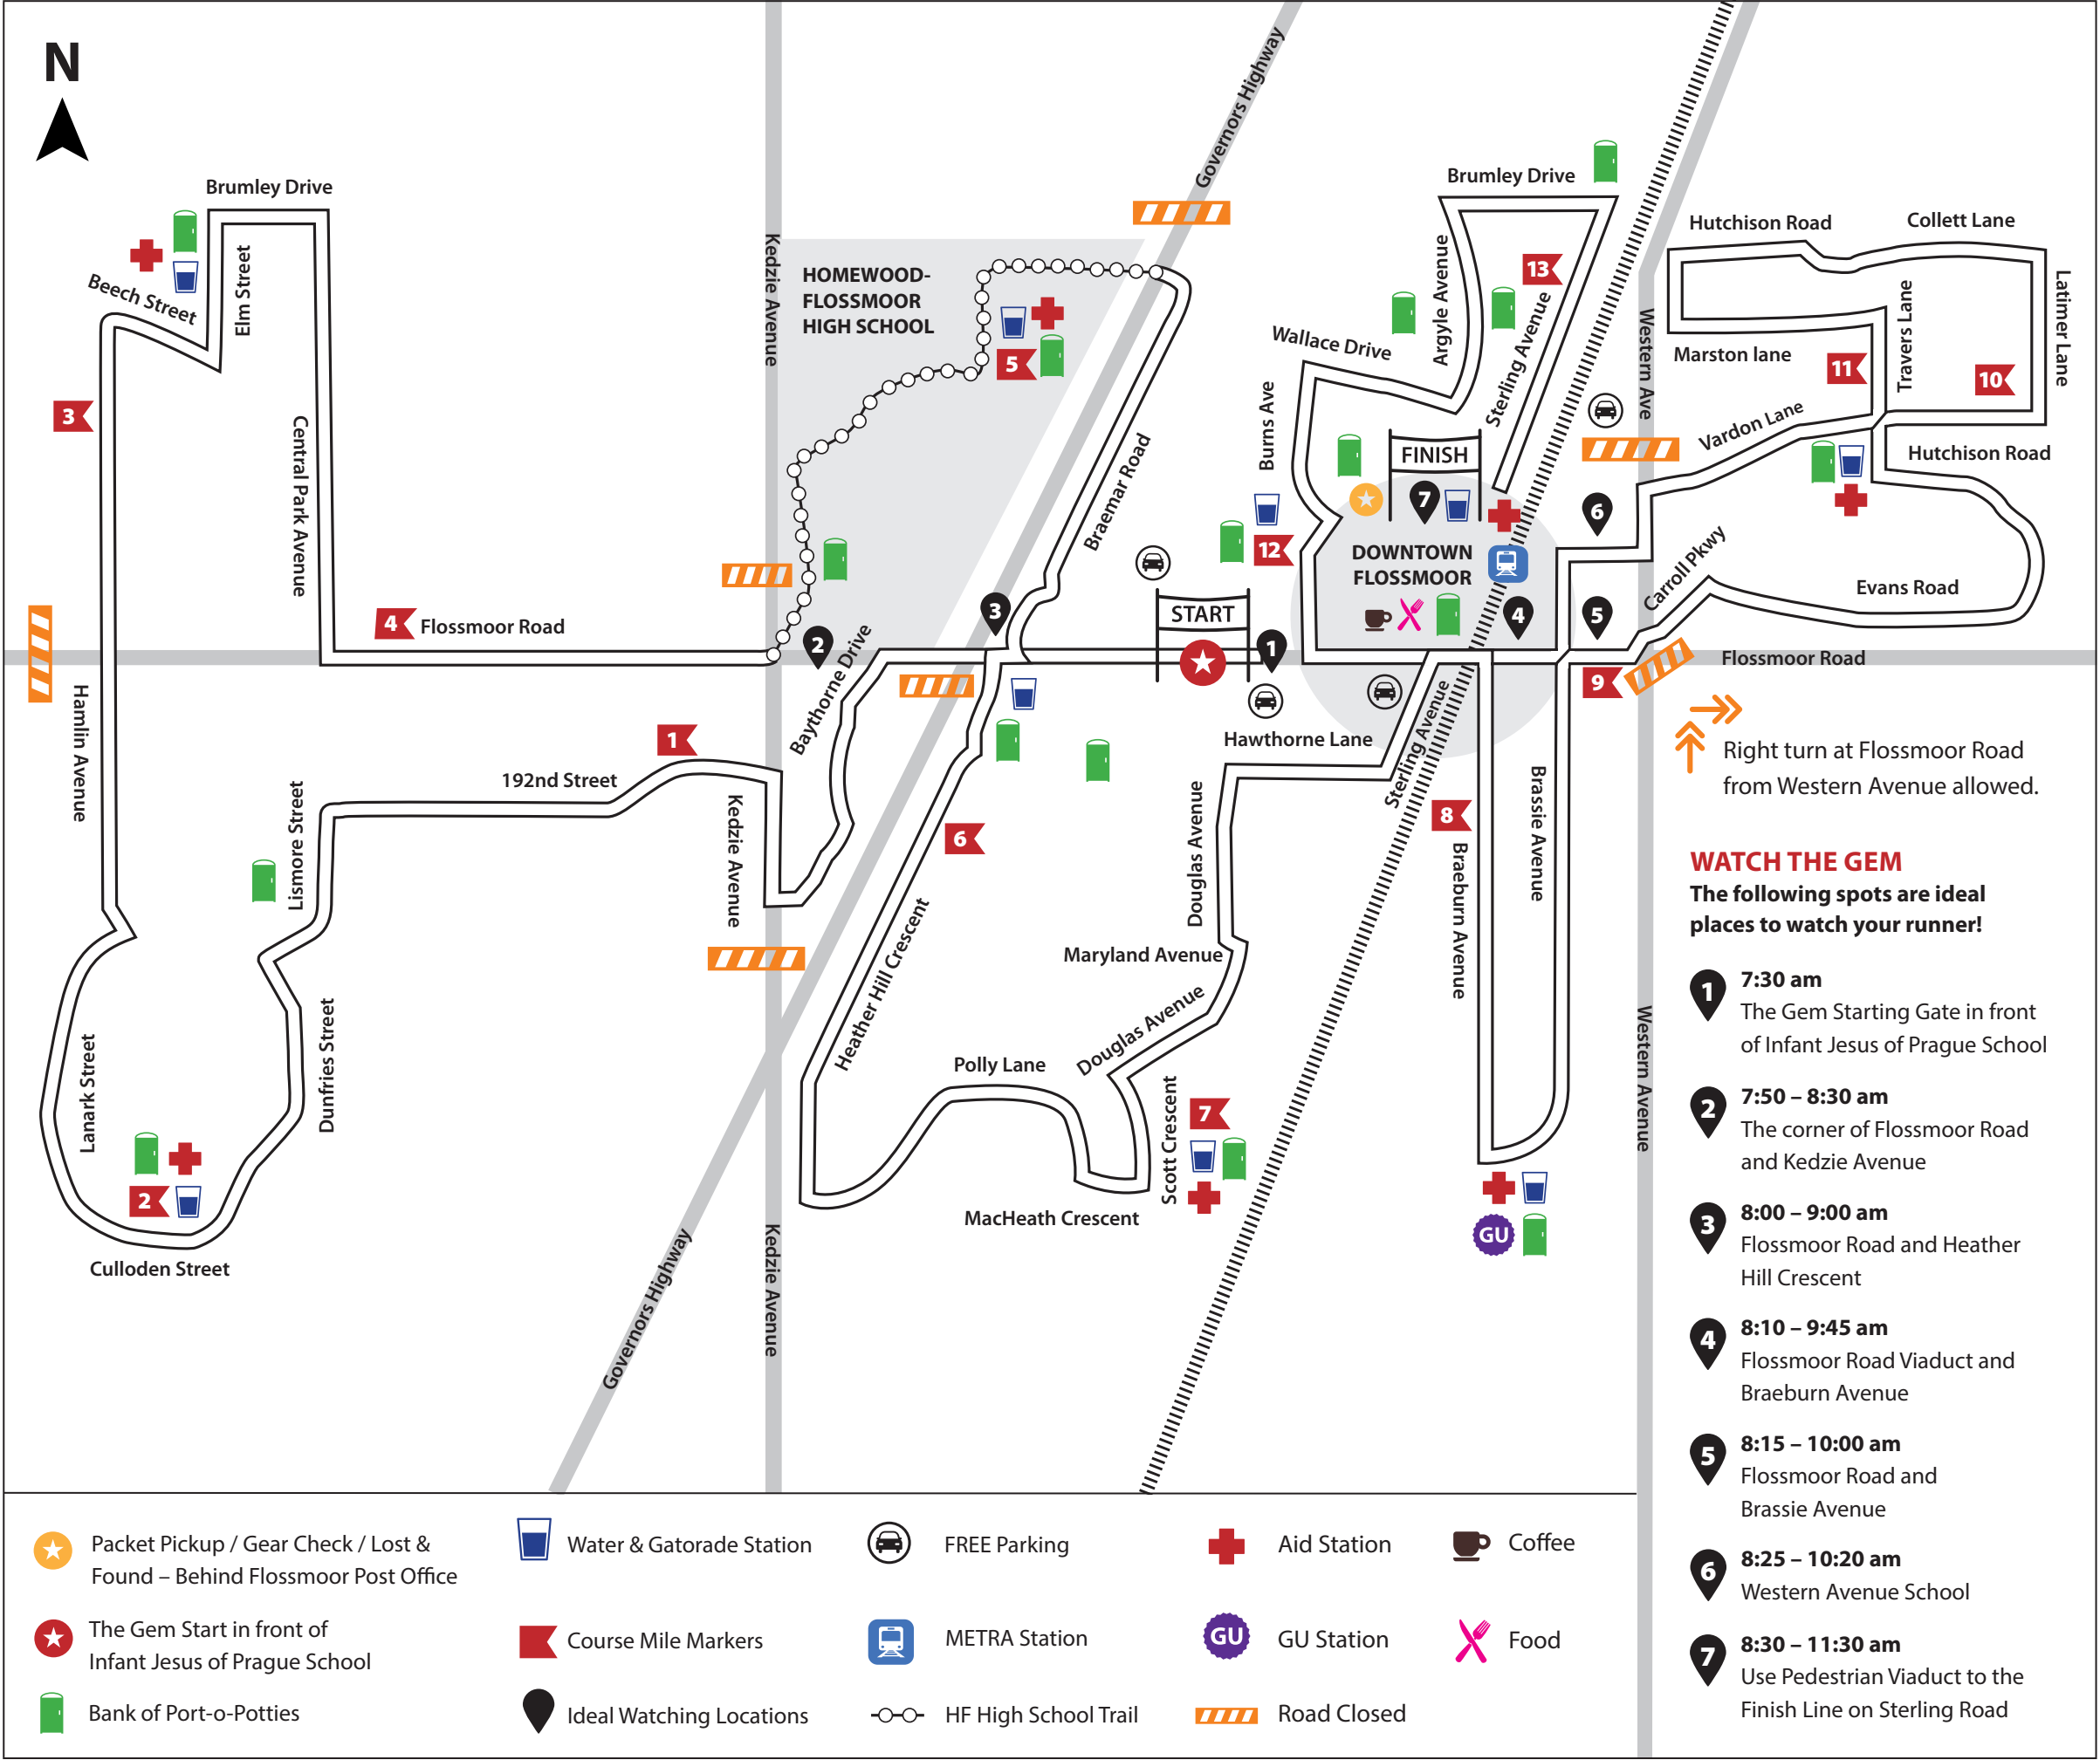 N
Brumley Drive
Beech Street
Elm Street
3
Central Park Avenue
4
Flossmoor Road
Hamlin Avenue
Lismore Street
192nd Street
1
Kedzie Avenue
Dunfries Street
Lanark Street
2
Culloden Street
Kedzie Avenue
HOMEWOOD-
FLOSSMOOR
HIGH SCHOOL
5
Governors Highway
Braemar Road
2
Baythorne Drive
3
6
Heather Hill Crescent
Governors Highway
Kedzie Avenue
Polly Lane
MacHeath Crescent
Scott Crescent
7
Douglas Avenue
Maryland Avenue
Douglas Avenue
Hawthorne Lane
START
1
Brumley Drive
Argyle Avenue
13
Sterling Avenue
Wallace Drive
Burns Ave
12
FINISH
7
DOWNTOWN
FLOSSMOOR
4
5
6
Sterling Avenue
8
Braeburn Avenue
Brassie Avenue
GU
9
Western Ave
Western Avenue
Hutchison Road
Collett Lane
Latimer Lane
Travers Lane
Marston lane
11
10
Vardon Lane
Hutchison Road
Carroll Pkwy
Evans Road
Flossmoor Road
Right turn at Flossmoor Road
from Western Avenue allowed.
WATCH THE GEM
The following spots are ideal
places to watch your runner!
1
7:30 am
The Gem Starting Gate in front
of Infant Jesus of Prague School
2
7:50 – 8:30 am
The corner of Flossmoor Road
and Kedzie Avenue
3
8:00 – 9:00 am
Flossmoor Road and Heather
Hill Crescent
4
8:10 – 9:45 am
Flossmoor Road Viaduct and
Braeburn Avenue
5
8:15 – 10:00 am
Flossmoor Road and
Brassie Avenue
6
8:25 – 10:20 am
Western Avenue School
7
8:30 – 11:30 am
Use Pedestrian Viaduct to the
Finish Line on Sterling Road
Packet Pickup / Gear Check / Lost &
Found – Behind Flossmoor Post Office
The Gem Start in front of
Infant Jesus of Prague School
Bank of Port-o-Potties
Water & Gatorade Station
Course Mile Markers
Ideal Watching Locations
FREE Parking
METRA Station
HF High School Trail
Aid Station
GU
GU Station
Road Closed
Coffee
Food